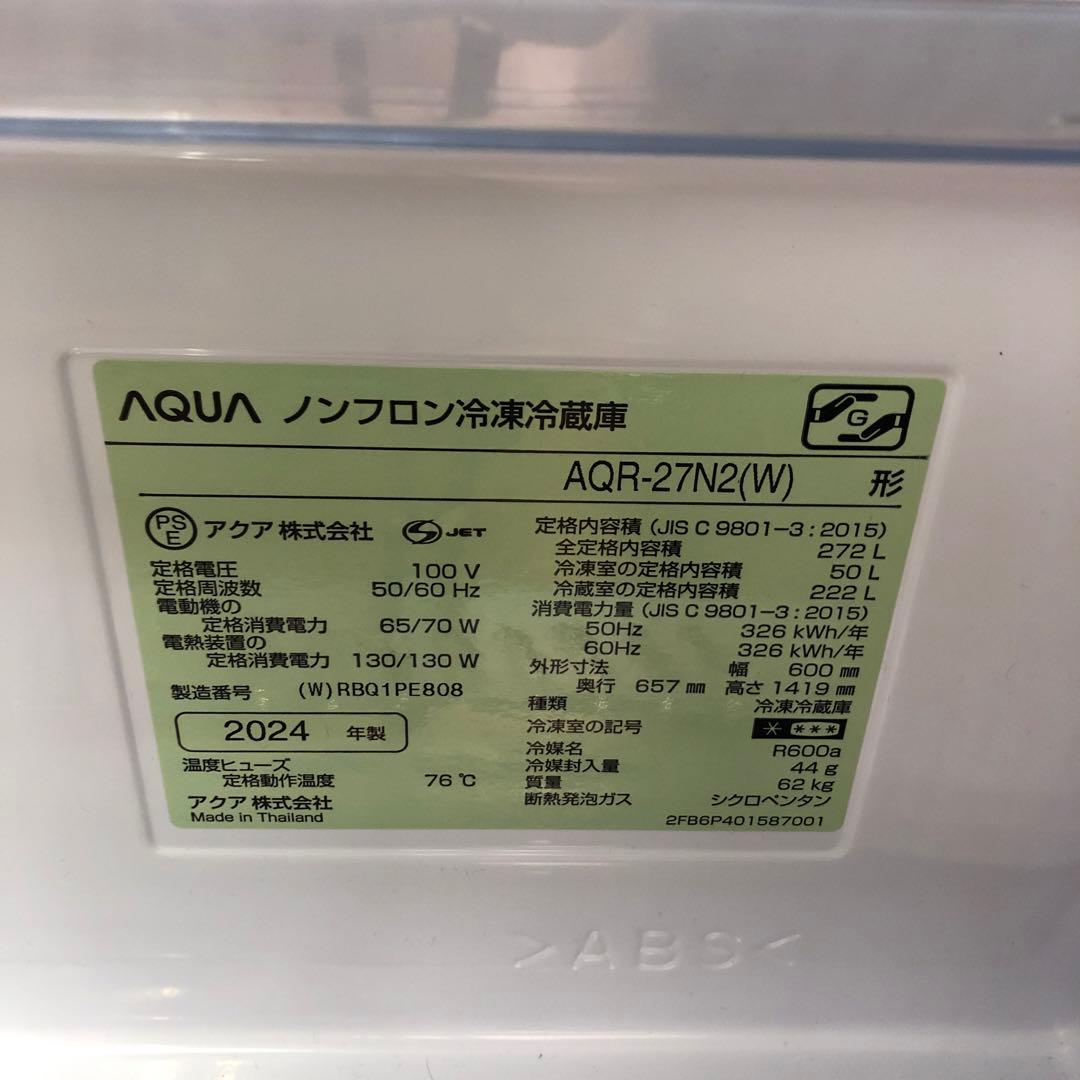 AQUA ノンフロン冷凍冷蔵庫
G
AQR-27N2(W) 形
PS E アクア 株式会社 S JET
定格電圧 100 V
定格周波数 50/60 Hz
電動機の
定格消費電力 65/70 W
電熱装置の
定格消費電力 130/130 W
製造番号 (W)RBQ1PE808
2024 年製
温度ヒューズ
定格動作温度 76 ℃
アクア 株式会社
Made in Thailand
定格内容積 (JIS C 9801-3:2015)
全定格内容積 272 L
冷凍室の定格内容積 50 L
冷蔵室の定格内容積 222 L
消費電力量 (JIS C 9801-3:2015)
50Hz 326 kWh/年
60Hz 326 kWh/年
外形寸法 幅 600 mm
奥行 657 mm 高さ 1419 mm
種類 冷凍冷蔵庫
冷凍室の記号 * ***
冷媒名 R600a
冷媒封入量 44 g
質量 62 kg
断熱発泡ガス シクロペンタン
2FB6P401587001
>ABS<